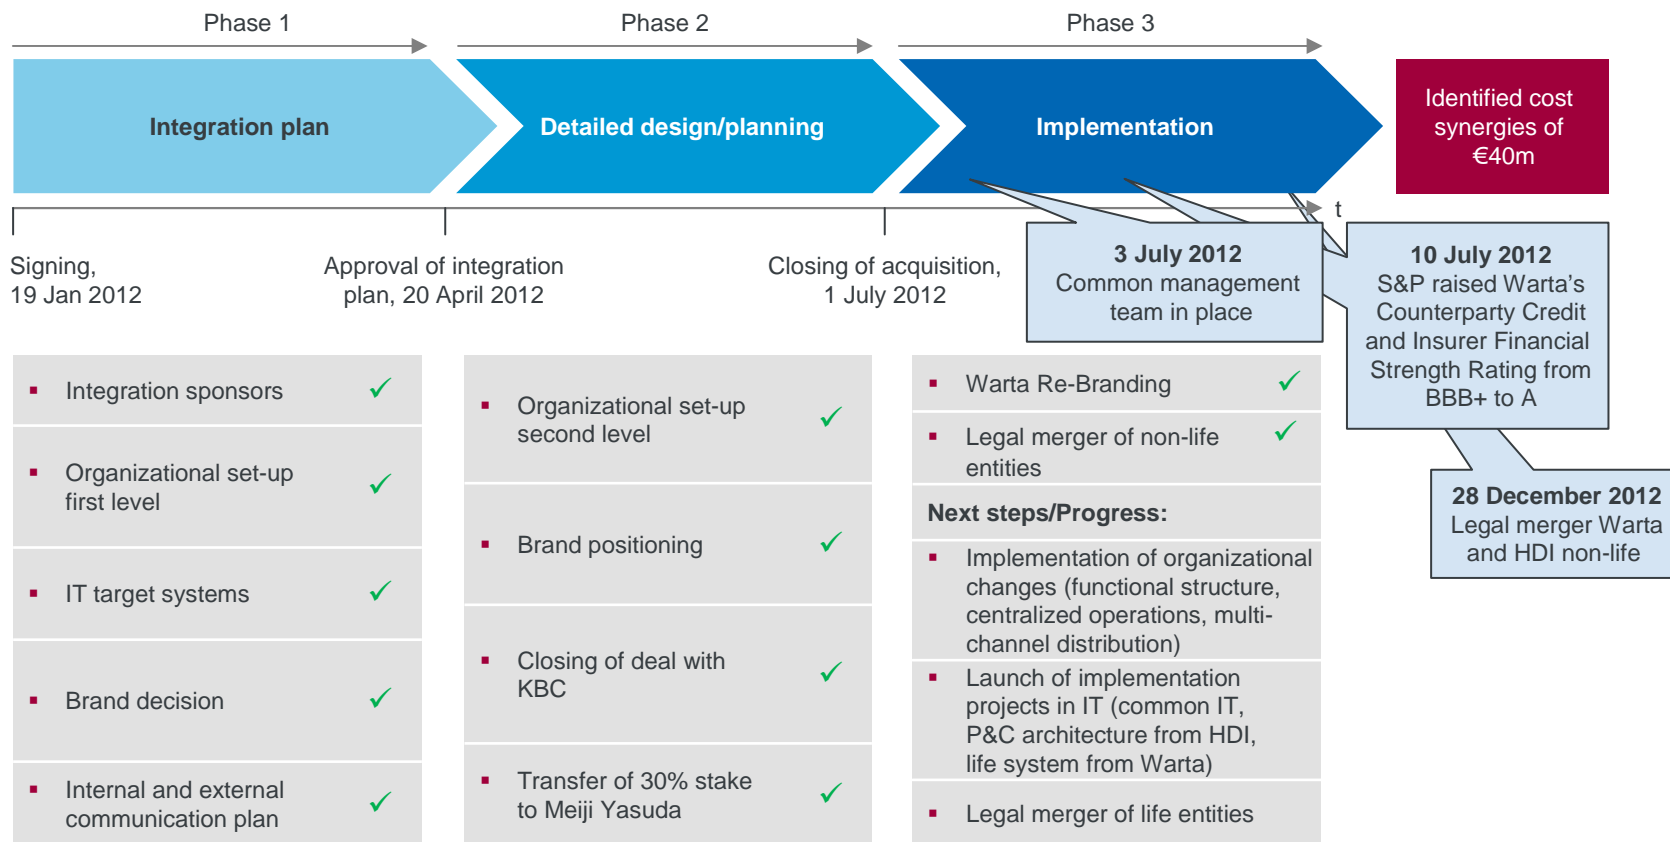 Phase 1
Phase 2
Phase 3
Integration plan
Detailed design/planning
Implementation
Identified cost
synergies of
€40m
t
Signing,
19 Jan 2012
Approval of integration
plan, 20 April 2012
Closing of acquisition,
1 July 2012
3 July 2012
Common management
team in place
10 July 2012
S&P raised Warta’s
Counterparty Credit
and Insurer Financial
Strength Rating from
BBB+ to A
28 December 2012
Legal merger Warta
and HDI non-life
▪ Integration sponsors ✓
▪ Organizational set-up
first level ✓
▪ IT target systems ✓
▪ Brand decision ✓
▪ Internal and external
communication plan ✓
▪ Organizational set-up
second level ✓
▪ Brand positioning ✓
▪ Closing of deal with
KBC ✓
▪ Transfer of 30% stake
to Meiji Yasuda ✓
▪ Warta Re-Branding ✓
▪ Legal merger of non-life ✓
entities
Next steps/Progress:
▪ Implementation of organizational
changes (functional structure,
centralized operations, multi-
channel distribution)
▪ Launch of implementation
projects in IT (common IT,
P&C architecture from HDI,
life system from Warta)
▪ Legal merger of life entities